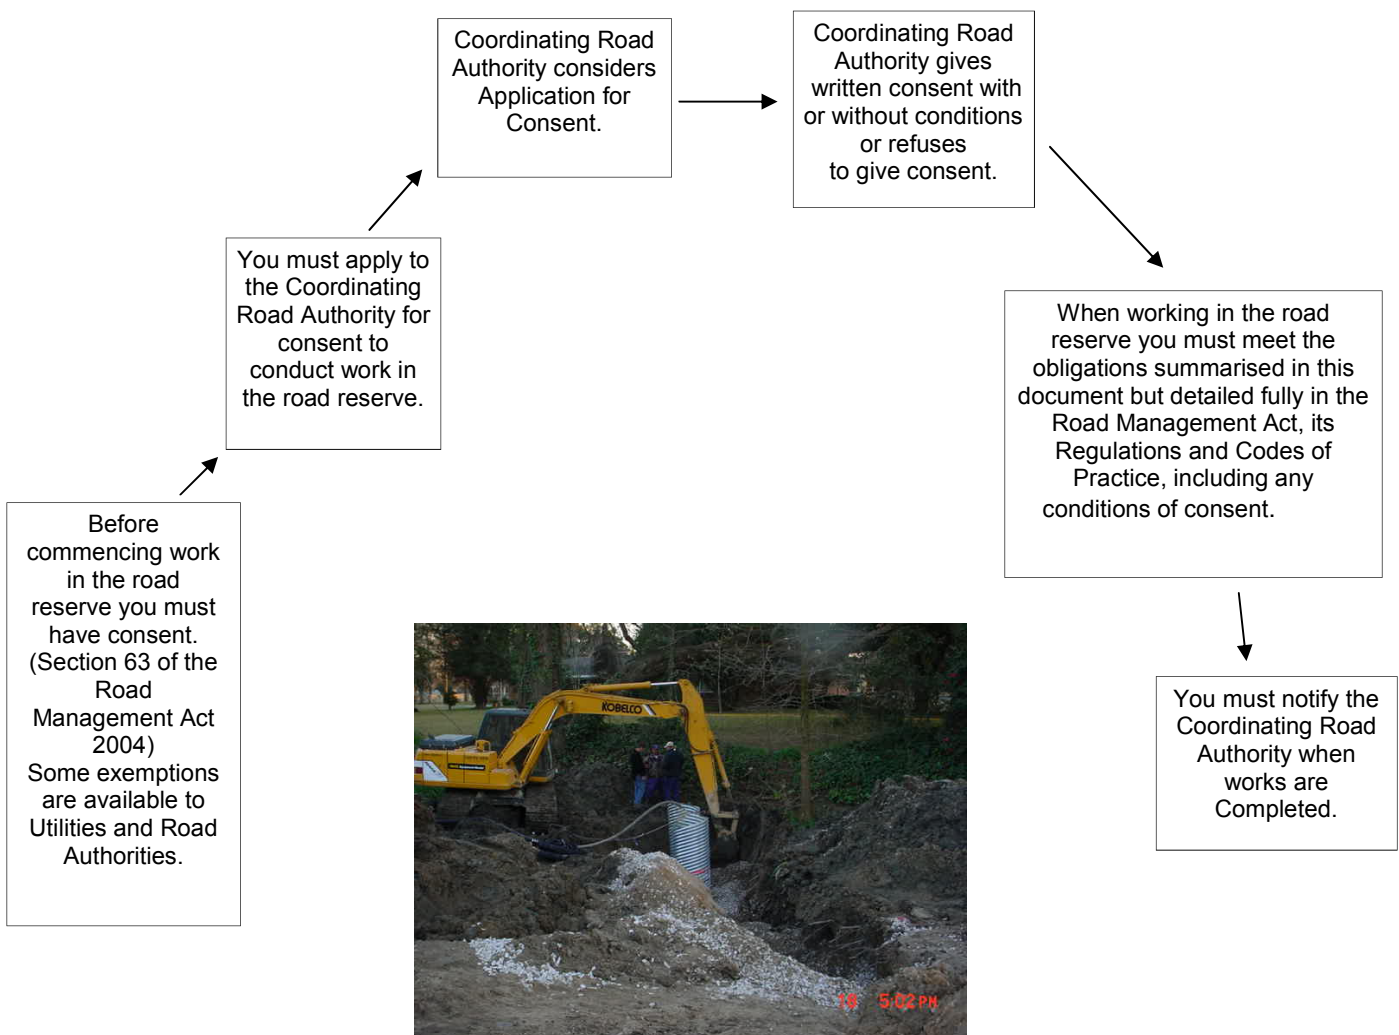 Before
commencing work
in the road
reserve you must
have consent.
(Section 63 of the
Road
Management Act
2004)
Some exemptions
are available to
Utilities and Road
Authorities.
You must apply to
the Coordinating
Road Authority for
consent to
conduct work in
the road reserve.
Coordinating Road
Authority considers
Application for
Consent.
Coordinating Road
Authority gives
written consent with
or without conditions
or refuses
to give consent.
When working in the road
reserve you must meet the
obligations summarised in this
document but detailed fully in the
Road Management Act, its
Regulations and Codes of
Practice, including any
conditions of consent.
You must notify the
Coordinating Road
Authority when
works are
Completed.
KOBELCO
18 5:02PM